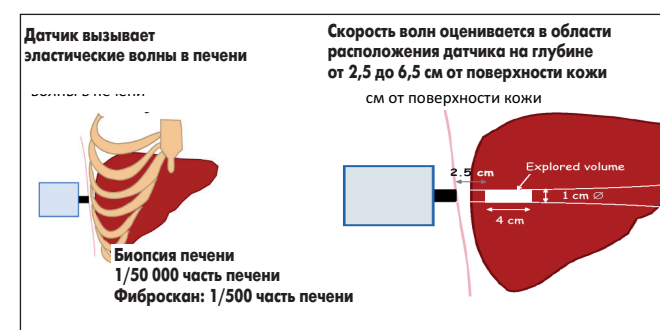 Датчик вызывает
эластические волны в печени
Скорость волн оценивается в области
расположения датчика на глубине
от 2,5 до 6,5 см от поверхности кожи
см от поверхности кожи
2.5 cm
Explored volume
1 cm ∅
4 cm
Биопсия печени
1/50 000 часть печени
Фиброскан: 1/500 часть печени